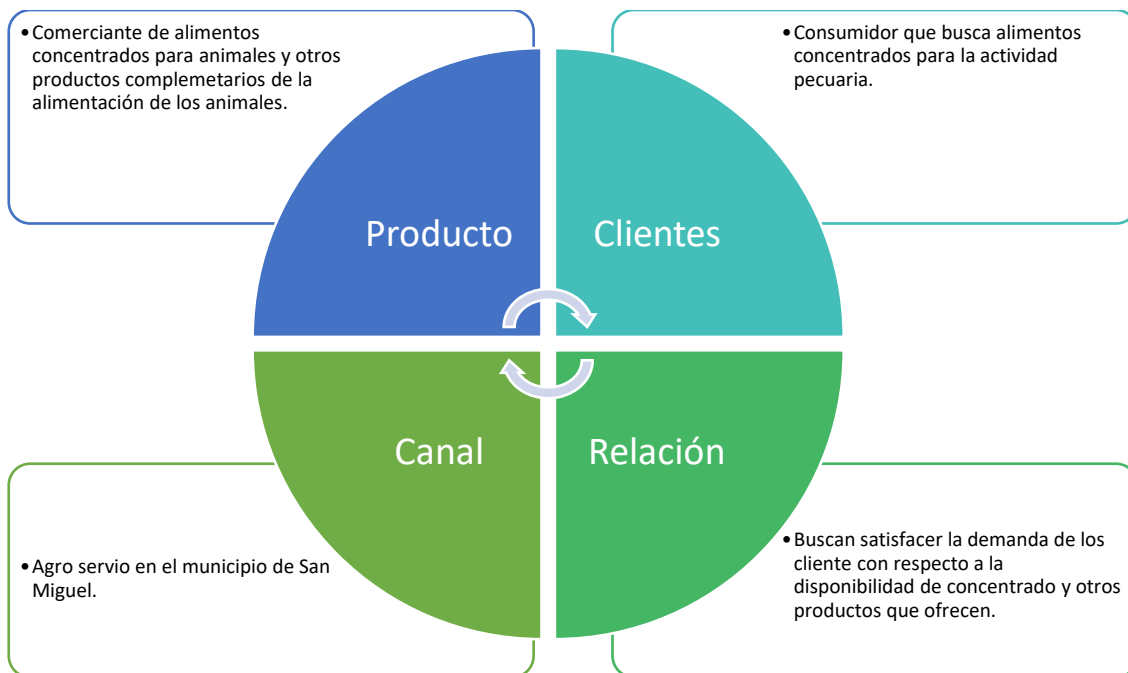 •Comerciante de alimentos
concentrados para animales y otros
productos complemetarios de la
alimentación de los animales.
•Consumidor que busca alimentos
concentrados para la actividad
pecuaria.
Producto
Clientes
Canal
Relación
•Agro servio en el municipio de San
Miguel.
•Buscan satisfacer la demanda de los
cliente con respecto a la
disponibilidad de concentrado y otros
productos que ofrecen.